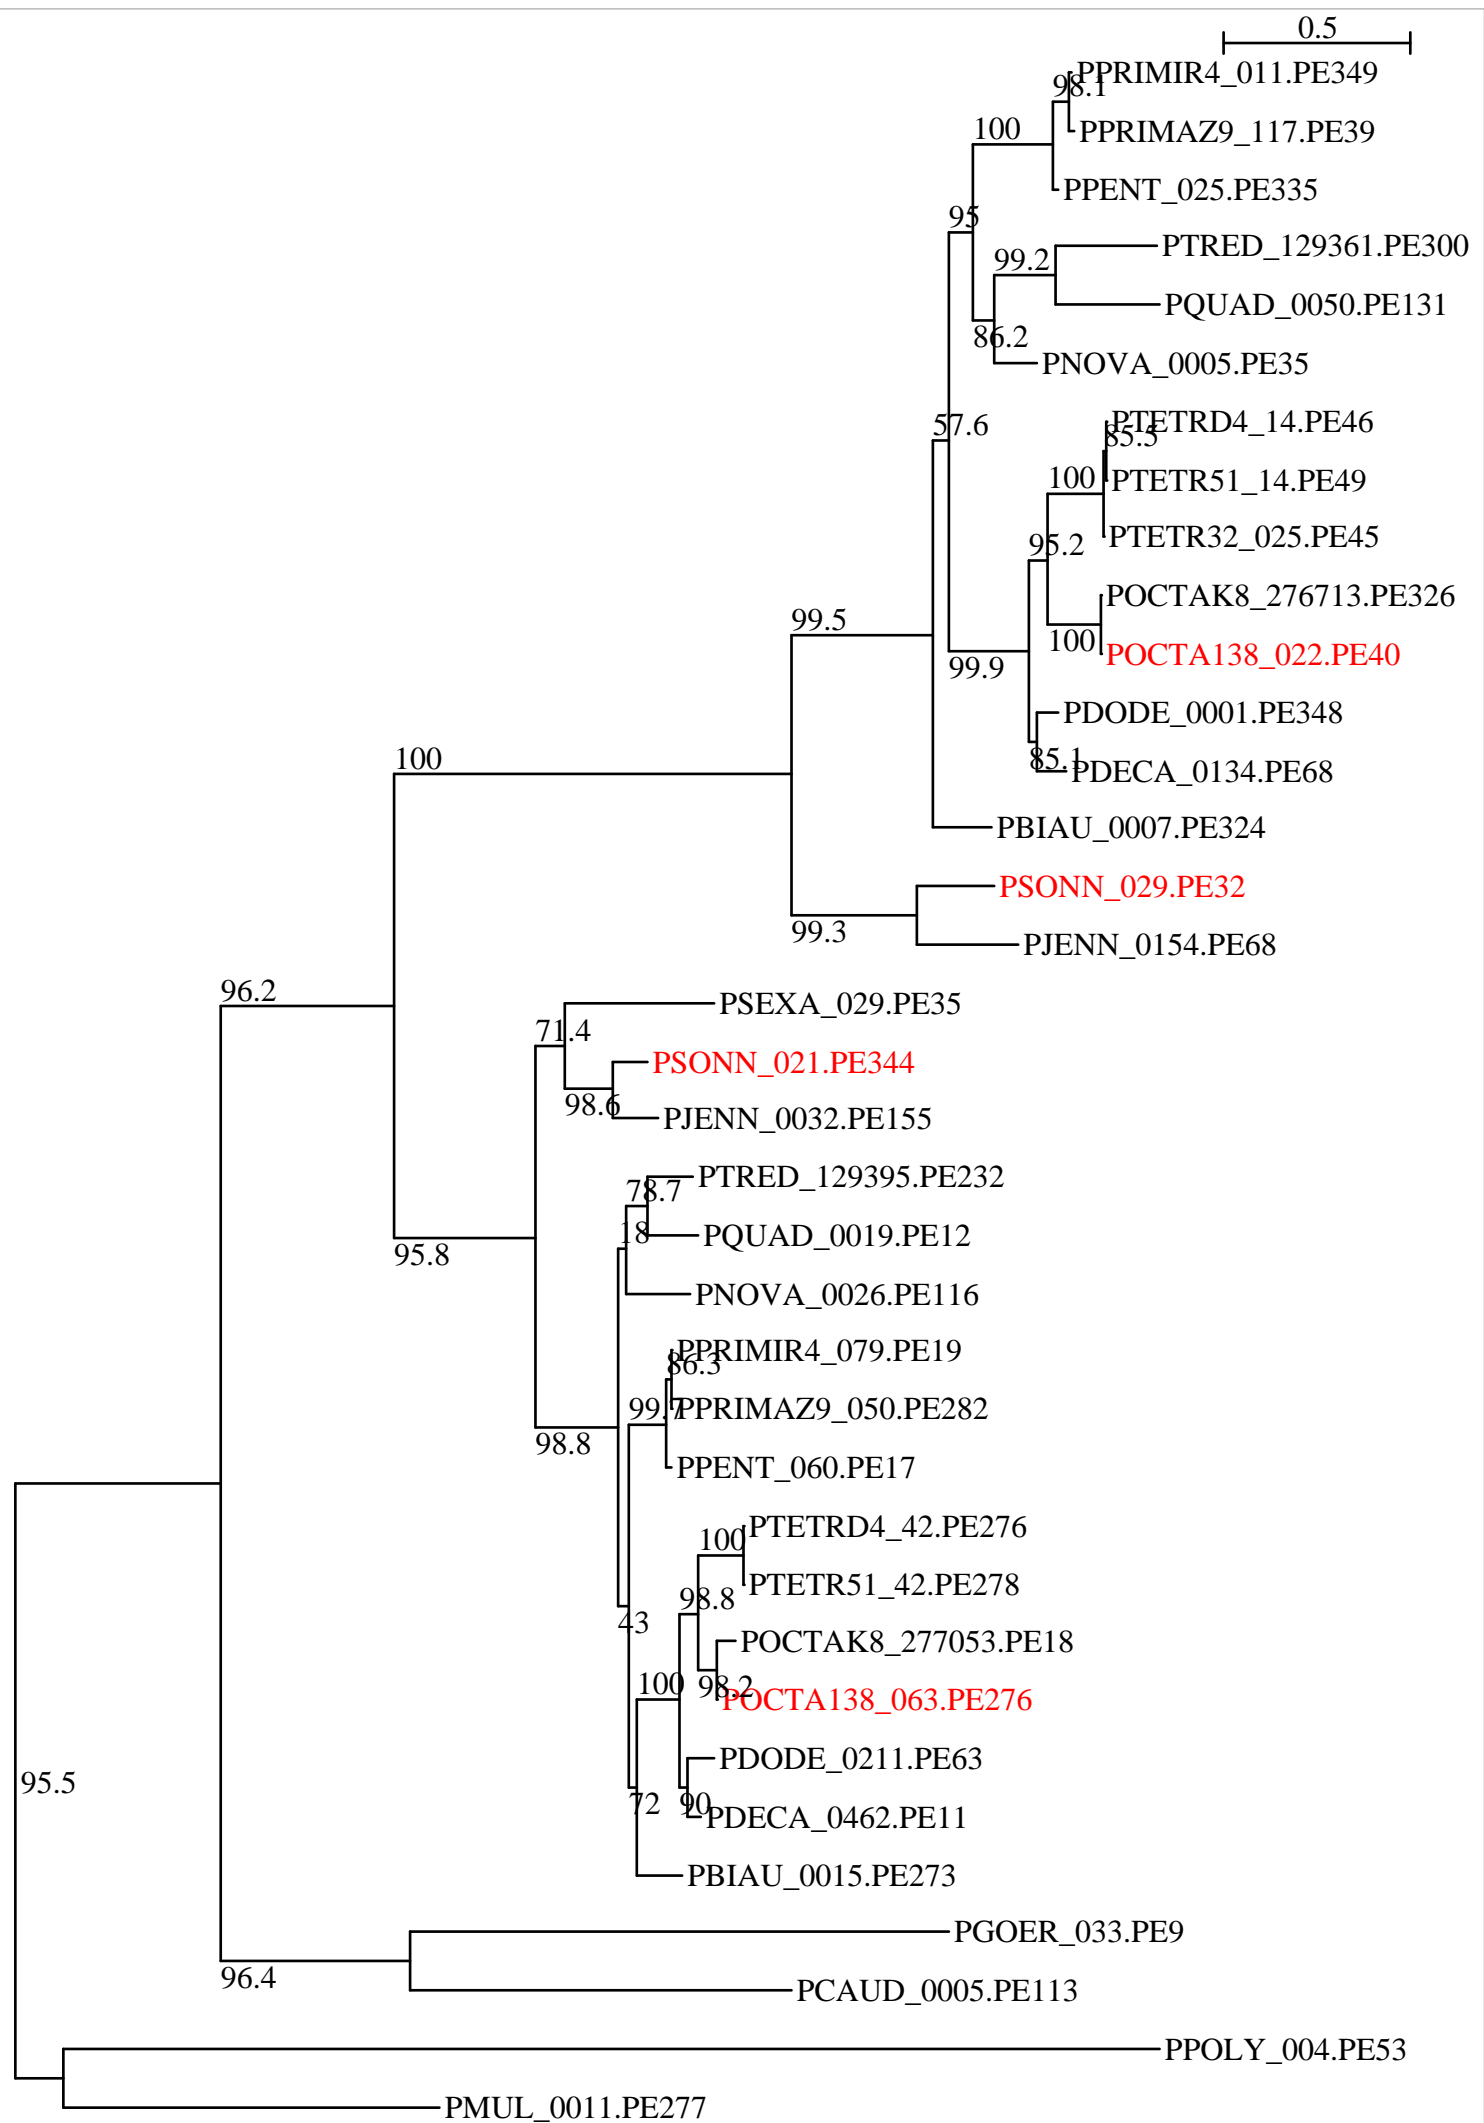 0.5
PPRIMIR4_011.PE349
98.1
PPRIMAZ9_117.PE39
100
PPENT_025.PE335
95
PTRED_129361.PE300
99.2
PQUAD_0050.PE131
86.2
PNOVA_0005.PE35
57.6
PTETRD4_14.PE46
85.5
PTETR51_14.PE49
100
PTETR32_025.PE45
95.2
POCTAK8_276713.PE326
99.5
100
POCTA138_022.PE40
99.9
PDODE_0001.PE348
100
85.1
PDECA_0134.PE68
PBIAU_0007.PE324
PSONN_029.PE32
99.3
PJENN_0154.PE68
96.2
PSEXA_029.PE35
71.4
PSONN_021.PE344
98.6
PJENN_0032.PE155
PTRED_129395.PE232
78.7
18
PQUAD_0019.PE12
95.8
PNOVA_0026.PE116
PPRIMIR4_079.PE19
86.3
99.7
PPRIMAZ9_050.PE282
98.8
PPENT_060.PE17
PTETRD4_42.PE276
100
PTETR51_42.PE278
98.8
43
POCTAK8_277053.PE18
100
98.2
POCTA138_063.PE276
PDODE_0211.PE63
95.5
72
90
PDECA_0462.PE11
PBIAU_0015.PE273
PGOER_033.PE9
96.4
PCAUD_0005.PE113
PPOLY_004.PE53
PMUL_0011.PE277